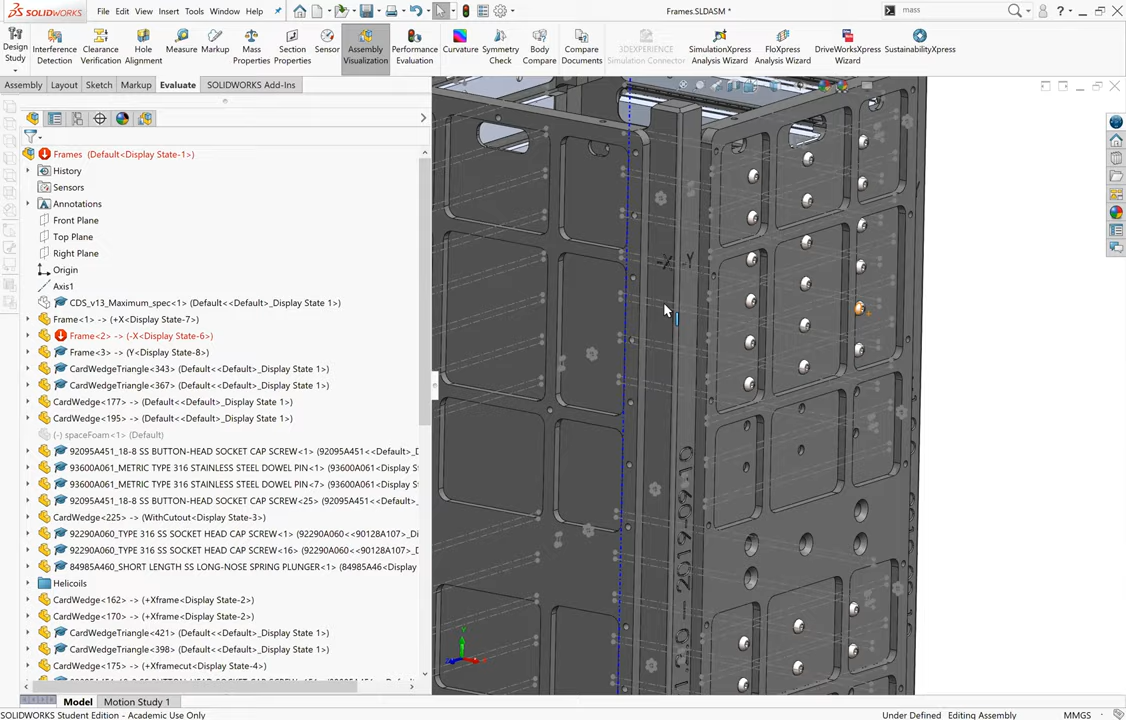 SOLIDWORKS File Edit View Insert Tools Window Help Frames.SLDASM * mass
Design Study
Interference Detection
Clearance Verification
Hole Alignment
Measure
Markup
Mass Properties
Section Properties
Sensor
Assembly Visualization
Performance Evaluation
Curvature
Symmetry Check
Body Compare
Compare Documents
3DEXPERIENCE Simulation Connector
SimulationXpress Analysis Wizard
FloXpress Analysis Wizard
DriveWorksXpress Wizard
SustainabilityXpress
Assembly Layout Sketch Markup Evaluate SOLIDWORKS Add-Ins
Frames (Default<Display State-1>)
History
Sensors
Annotations
Front Plane
Top Plane
Right Plane
Origin
Axis1
CDS_v13_Maximum_spec<1> (Default<<Default>_Display State 1>)
Frame<1> -> (+X<Display State-7>)
Frame<2> -> (-X<Display State-6>)
Frame<3> -> (Y<Display State-8>)
CardWedgeTriangle<343> (Default<<Default>_Display State 1>)
CardWedgeTriangle<367> (Default<<Default>_Display State 1>)
CardWedge<177> (Default<<Default>_Display State 1>)
CardWedge<195> (Default<<Default>_Display State 1>)
(-) spaceFoam<1> (Default)
92095A451_18-8 SS BUTTON-HEAD SOCKET CAP SCREW<1> (92095A451<
93600A061_METRIC TYPE 316 STAINLESS STEEL DOWEL PIN<1> (93600A061<Display S
93600A061_METRIC TYPE 316 STAINLESS STEEL DOWEL PIN<7> (93600A061<Display S
92095A451_18-8 SS BUTTON-HEAD SOCKET CAP SCREW<25> (92095A451<
CardWedge<225> (WithCutout<Display State-3>)
92290A060_TYPE 316 SS SOCKET HEAD CAP SCREW<1> (92290A060<<90128A107>_Di
92290A060_TYPE 316 SS SOCKET HEAD CAP SCREW<16> (92290A060<<90128A107>_D
84985A460_SHORT LENGTH SS LONG-NOSE SPRING PLUNGER<1> (84985A46<Display
Helicoils
CardWedge<162> -> (+Xframe<Display State-2>)
CardWedge<170> -> (+Xframe<Display State-2>)
CardWedgeTriangle<421> (Default<<Default>_Display State 1>)
CardWedgeTriangle<398> (Default<<Default>_Display State 1>)
CardWedge<175> -> (+Xframecut<Display State-4>)
-X -Y
Y
Model Motion Study 1
SOLIDWORKS Student Edition - Academic Use Only Under Defined Editing Assembly MMGS